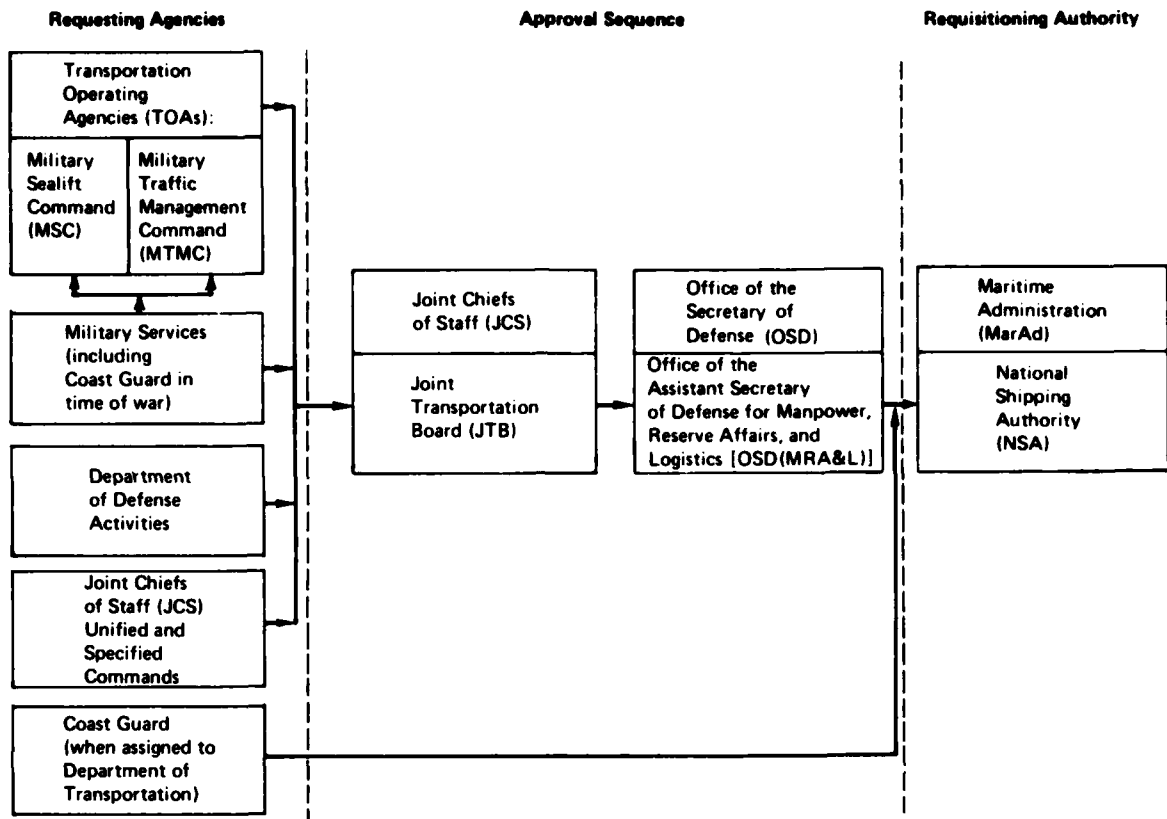 Requesting Agencies
Approval Sequence
Requisitioning Authority
Transportation
Operating
Agencies (TOAs):
Military
Sealift
Command
(MSC)
Military
Traffic
Management
Command
(MTMC)
Military Services
(including
Coast Guard in
time of war)
Department
of Defense
Activities
Joint Chiefs
of Staff (JCS)
Unified and
Specified
Commands
Coast Guard
(when assigned to
Department of
Transportation)
Joint Chiefs
of Staff (JCS)
Joint
Transportation
Board (JTB)
Office of the
Secretary of
Defense (OSD)
Office of the
Assistant Secretary
of Defense for Manpower,
Reserve Affairs, and
Logistics [OSD(MRA&L)]
Maritime
Administration
(MarAd)
National
Shipping
Authority
(NSA)